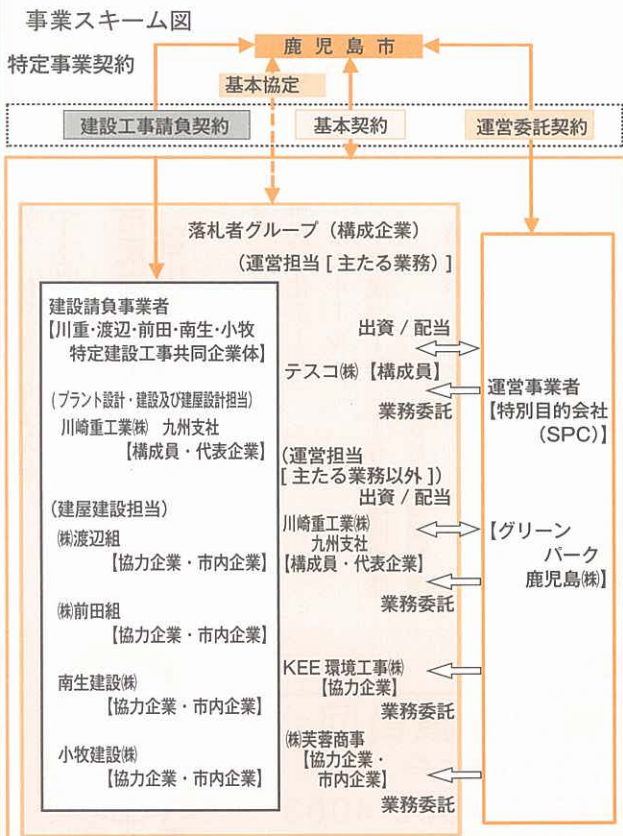 事業スキーム図
鹿児島市
特定事業契約
基本協定
建設工事請負契約
基本契約
運営委託契約
落札者グループ（構成企業）
（運営担当［主たる業務）］
建設請負事業者
【川重・渡辺・前田・南生・小牧
特定建設工事共同企業体】
（プラント設計・建設及び建屋設計担当）
川崎重工業㈱ 九州支社
【構成員・代表企業】
（建屋建設担当）
㈱渡辺組
【協力企業・市内企業】
㈱前田組
【協力企業・市内企業】
南生建設㈱
【協力企業・市内企業】
小牧建設㈱
【協力企業・市内企業】
出資 / 配当
テスコ㈱【構成員】
業務委託
（運営担当
［主たる業務以外］）
出資 / 配当
川崎重工業㈱
九州支社
【構成員・代表企業】
業務委託
KEE 環境工事㈱
【協力企業】
業務委託
㈱芙蓉商事
【協力企業・
市内企業】
業務委託
運営事業者
【特別目的会社
（SPC）】
【グリーン
パーク
鹿児島㈱】